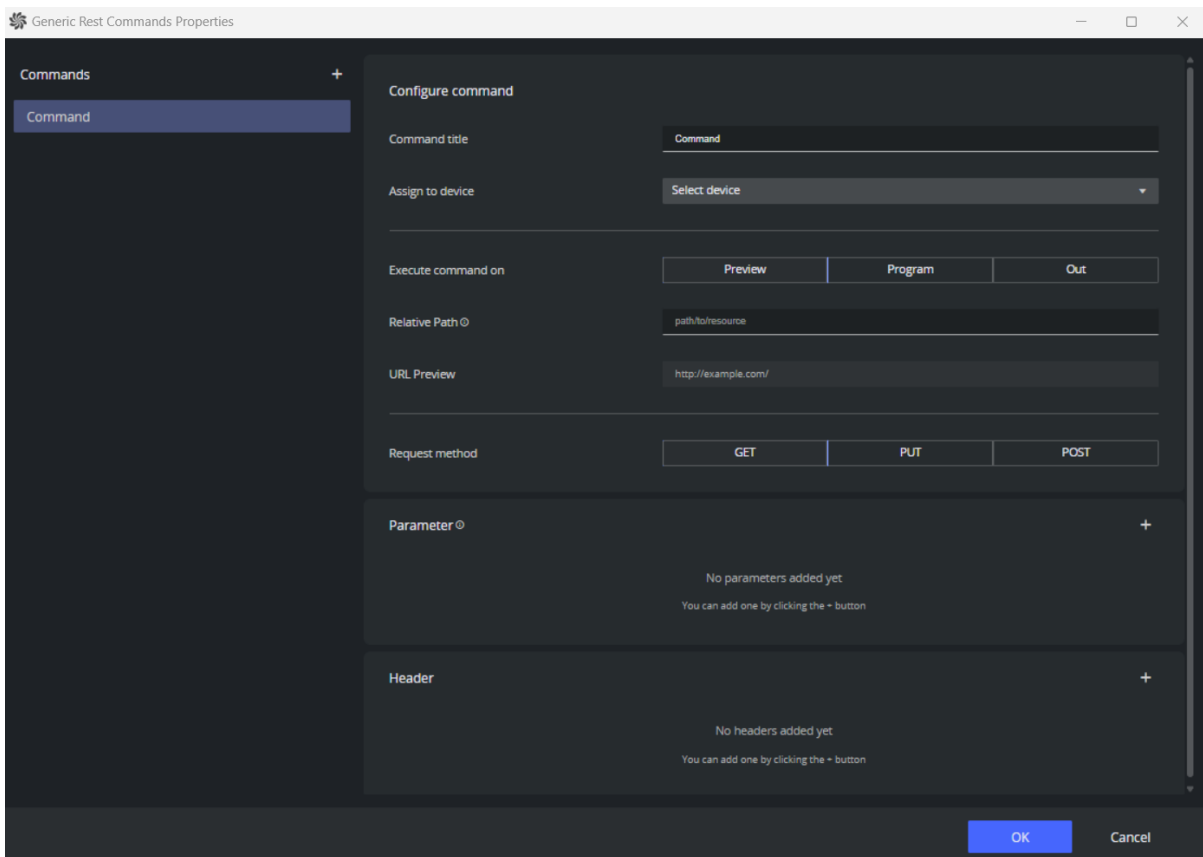 Generic Rest Commands Properties
Commands +
Command
Configure command
Command title Command
Assign to device Select device
Execute command on Preview Program Out
Relative Path path/to/resource
URL Preview http://example.com/
Request method GET PUT POST
Parameter +
No parameters added yet
You can add one by clicking the + button
Header +
No headers added yet
You can add one by clicking the + button
OK Cancel